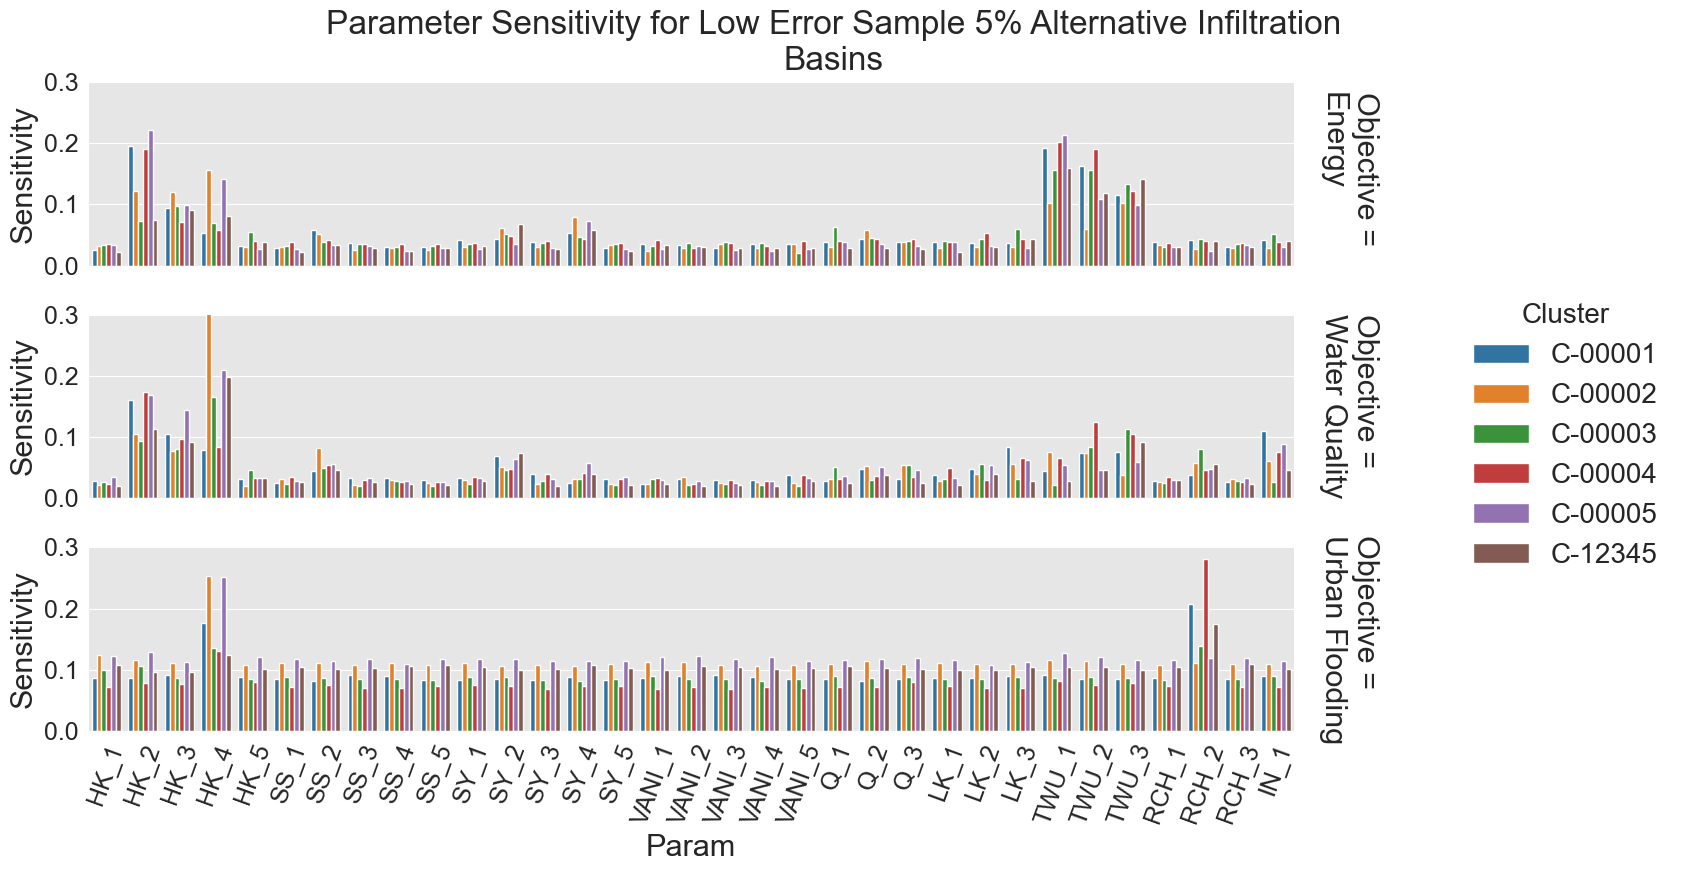 Parameter Sensitivity for Low Error Sample 5% Alternative Infiltration
Basins
0.3
0.2
0.1
0.0
Sensitivity
Objective =
Energy
0.3
0.2
0.1
0.0
Sensitivity
Objective =
Water Quality
0.3
0.2
0.1
0.0
Sensitivity
Objective =
Urban Flooding
HK_1
HK_2
HK_3
HK_4
HK_5
SS_1
SS_2
SS_3
SS_4
SS_5
SY_1
SY_2
SY_3
SY_4
SY_5
VANI_1
VANI_2
VANI_3
VANI_4
VANI_5
Q_1
Q_2
Q_3
LK_1
LK_2
LK_3
TWU_1
TWU_2
TWU_3
RCH_1
RCH_2
RCH_3
IN_1
Param
Cluster
C-00001
C-00002
C-00003
C-00004
C-00005
C-12345